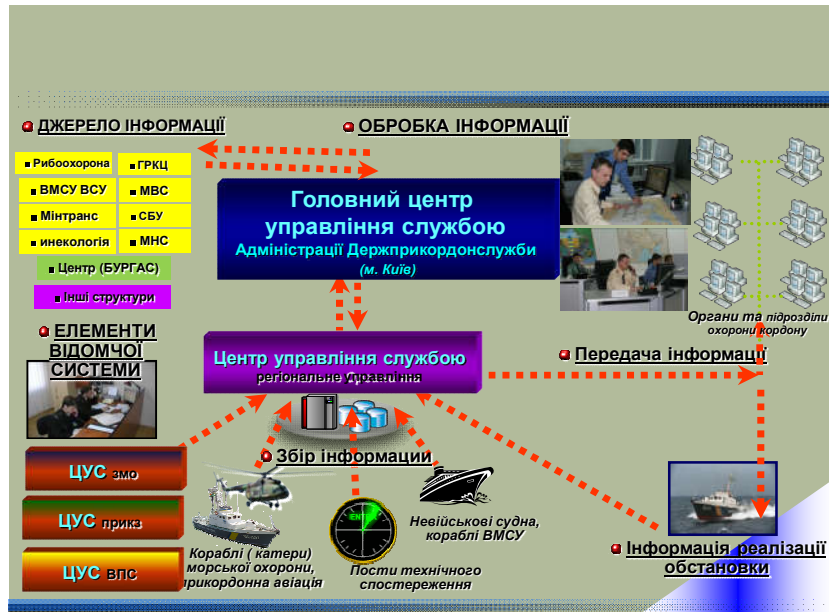 ДЖЕРЕЛО ІНФОРМАЦІЇ
ОБРОБКА ІНФОРМАЦІЇ
Рибоохорона
ГРКЦ
ВМСУ ВСУ
МВС
Мінтранс
СБУ
инекологія
МНС
Центр (БУРГАС)
Інші структури
Головний центр
управління службою
Адміністрації Держприкордонслужби
(м. Київ)
Органи та підрозділи
охорони кордону
ЕЛЕМЕНТИ
ВІДОМЧОЇ
СИСТЕМИ
Центр управління службою
регіональне управління
Передача інформації
Збір інформации
ЦУС змо
ЦУС прикз
ЦУС ВПС
Кораблі ( катери)
морської охорони,
прикордонна авіація
Пости технічного
спостереження
Невійськові судна,
кораблі ВМСУ
Інформація реалізації
обстановки